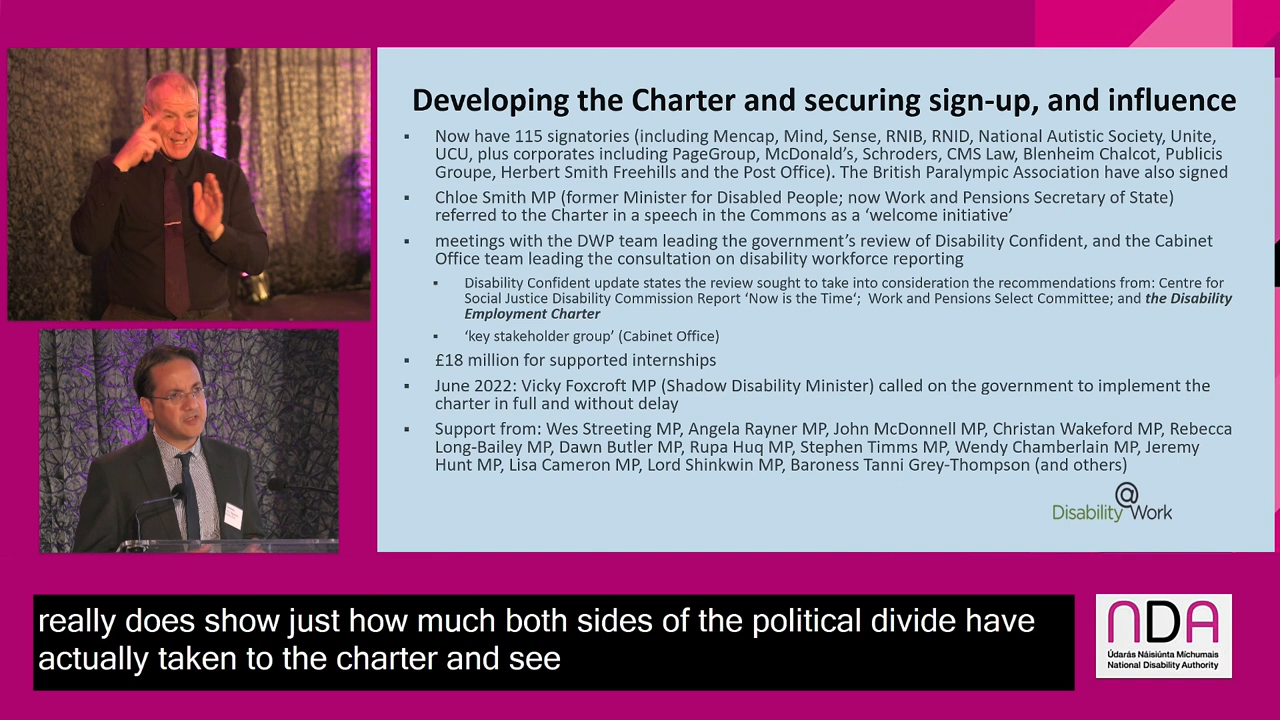 Developing the Charter and securing sign-up, and influence
▪ Now have 115 signatories (including Mencap, Mind, Sense, RNIB, RNID, National Autistic Society, Unite,
UCU, plus corporates including PageGroup, McDonald's, Schroders, CMS Law, Blenheim Chalcot, Publicis
Groupe, Herbert Smith Freehills and the Post Office). The British Paralympic Association have also signed
▪ Chloe Smith MP (former Minister for Disabled People; now Work and Pensions Secretary of State)
referred to the Charter in a speech in the Commons as a ‘welcome initiative’
▪ meetings with the DWP team leading the government's review of Disability Confident, and the Cabinet
Office team leading the consultation on disability workforce reporting
▪ Disability Confident update states the review sought to take into consideration the recommendations from: Centre for
Social Justice Disability Commission Report ‘Now is the Time‘; Work and Pensions Select Committee; and the Disability
Employment Charter
▪ ‘key stakeholder group’ (Cabinet Office)
▪ £18 million for supported internships
▪ June 2022: Vicky Foxcroft MP (Shadow Disability Minister) called on the government to implement the
charter in full and without delay
▪ Support from: Wes Streeting MP, Angela Rayner MP, John McDonnell MP, Christan Wakeford MP, Rebecca
Long-Bailey MP, Dawn Butler MP, Rupa Huq MP, Stephen Timms MP, Wendy Chamberlain MP, Jeremy
Hunt MP, Lisa Cameron MP, Lord Shinkwin MP, Baroness Tanni Grey-Thompson (and others)
Disability@Work
really does show just how much both sides of the political divide have
actually taken to the charter and see
NDA
Údarás Náisiúnta Míchumais
National Disability Authority